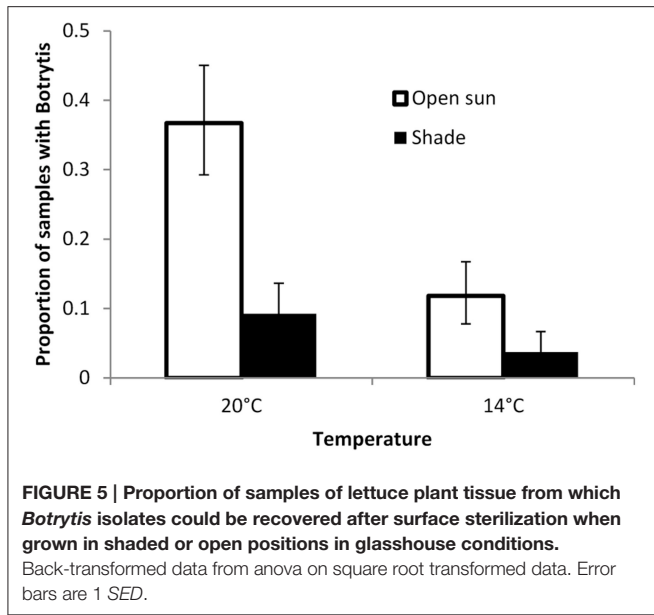 0.5
0.4
0.3
0.2
0.1
0
Proportion of samples with Botrytis
Open sun
Shade
20°C
14°C
Temperature
FIGURE 5 | Proportion of samples of lettuce plant tissue from which
Botrytis isolates could be recovered after surface sterilization when
grown in shaded or open positions in glasshouse conditions.
Back-transformed data from anova on square root transformed data. Error
bars are 1 SED.